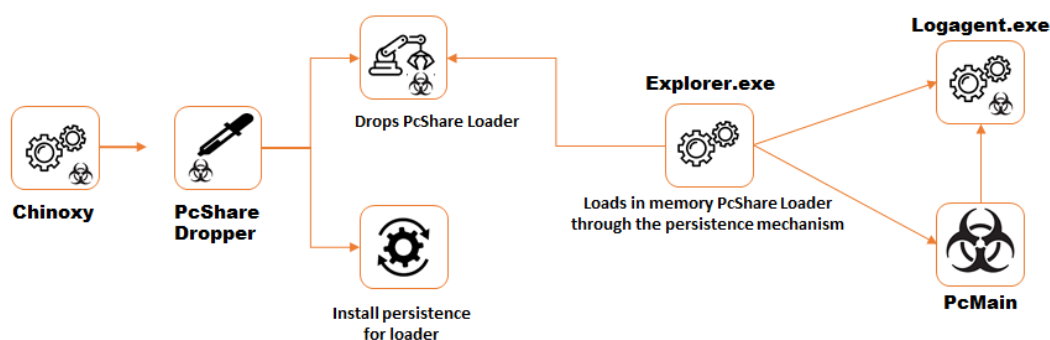 Chinoxy
PcShare
Dropper
Drops PcShare Loader
Install persistence
for loader
Explorer.exe
Loads in memory PcShare Loader
through the persistence mechanism
Logagent.exe
PcMain